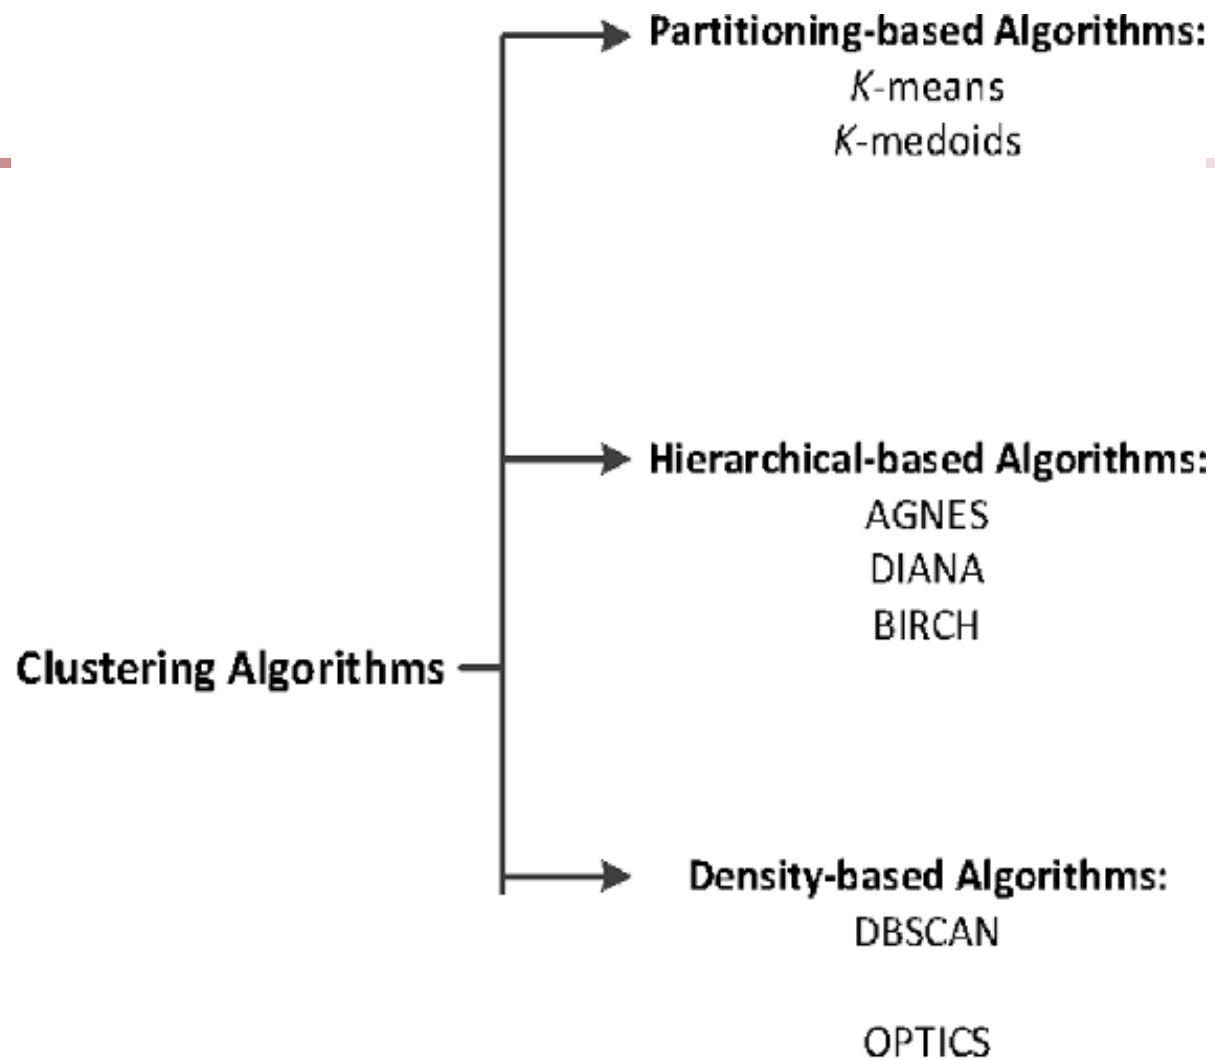 Partitioning-based Algorithms:
K-means
K-medoids
Hierarchical-based Algorithms:
AGNES
DIANA
BIRCH
Clustering Algorithms
Density-based Algorithms:
DBSCAN
OPTICS